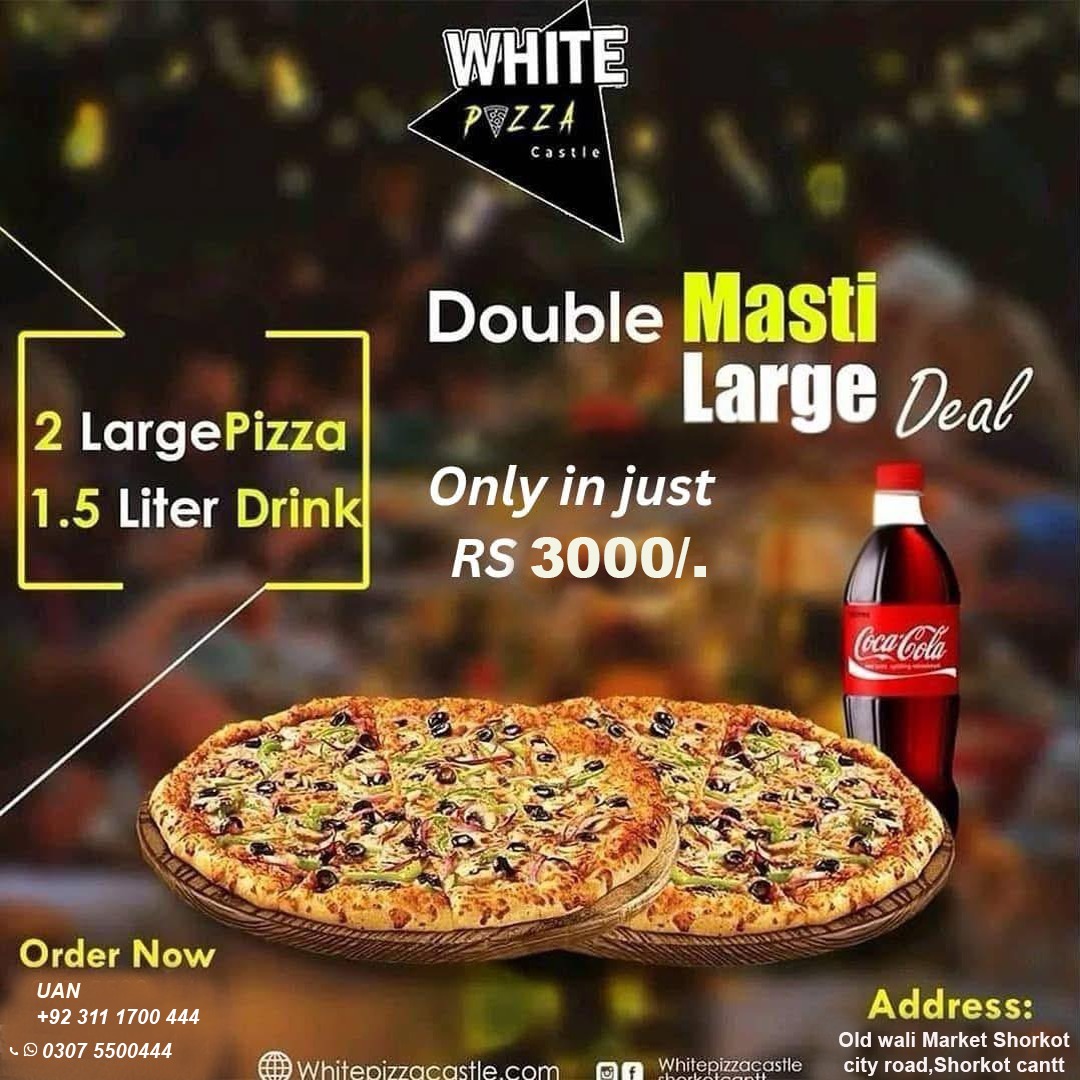 WHITE
PIZZA
Castle
Double Masti
Large Deal
2 LargePizza
1.5 Liter Drink
Only in just
RS 3000/.
Coca-Cola
Order Now
UAN
+92 311 1700 444
0307 5500444
Whitepizzacastle.com
Whitepizzacastle
shorkotcantt
Address:
Old wali Market Shorkot
city road,Shorkot cantt